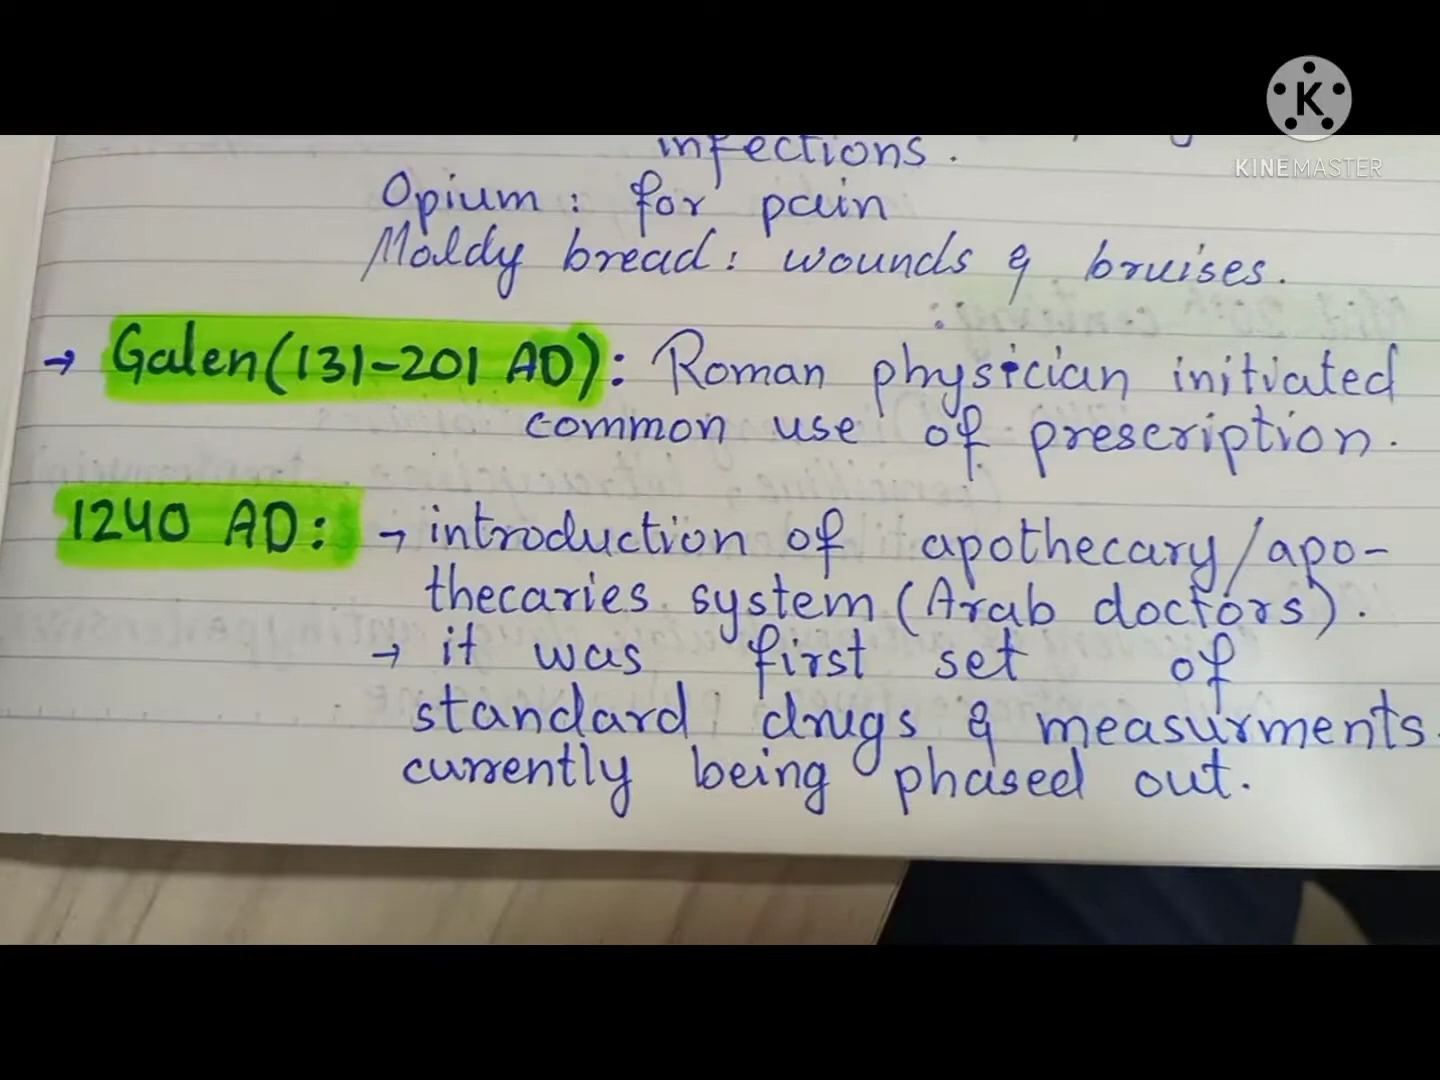 K
KINEMASTER
infections.
Opium : for pain
Moldy bread : wounds & bruises.
→ Galen (131-201 AD): Roman physician initiated
common use of prescription.
1240 AD: → introduction of apothecary/apo-
thecaries system (Arab doctors).
→ it was first set of
standard drugs & measurments
currently being phased out.